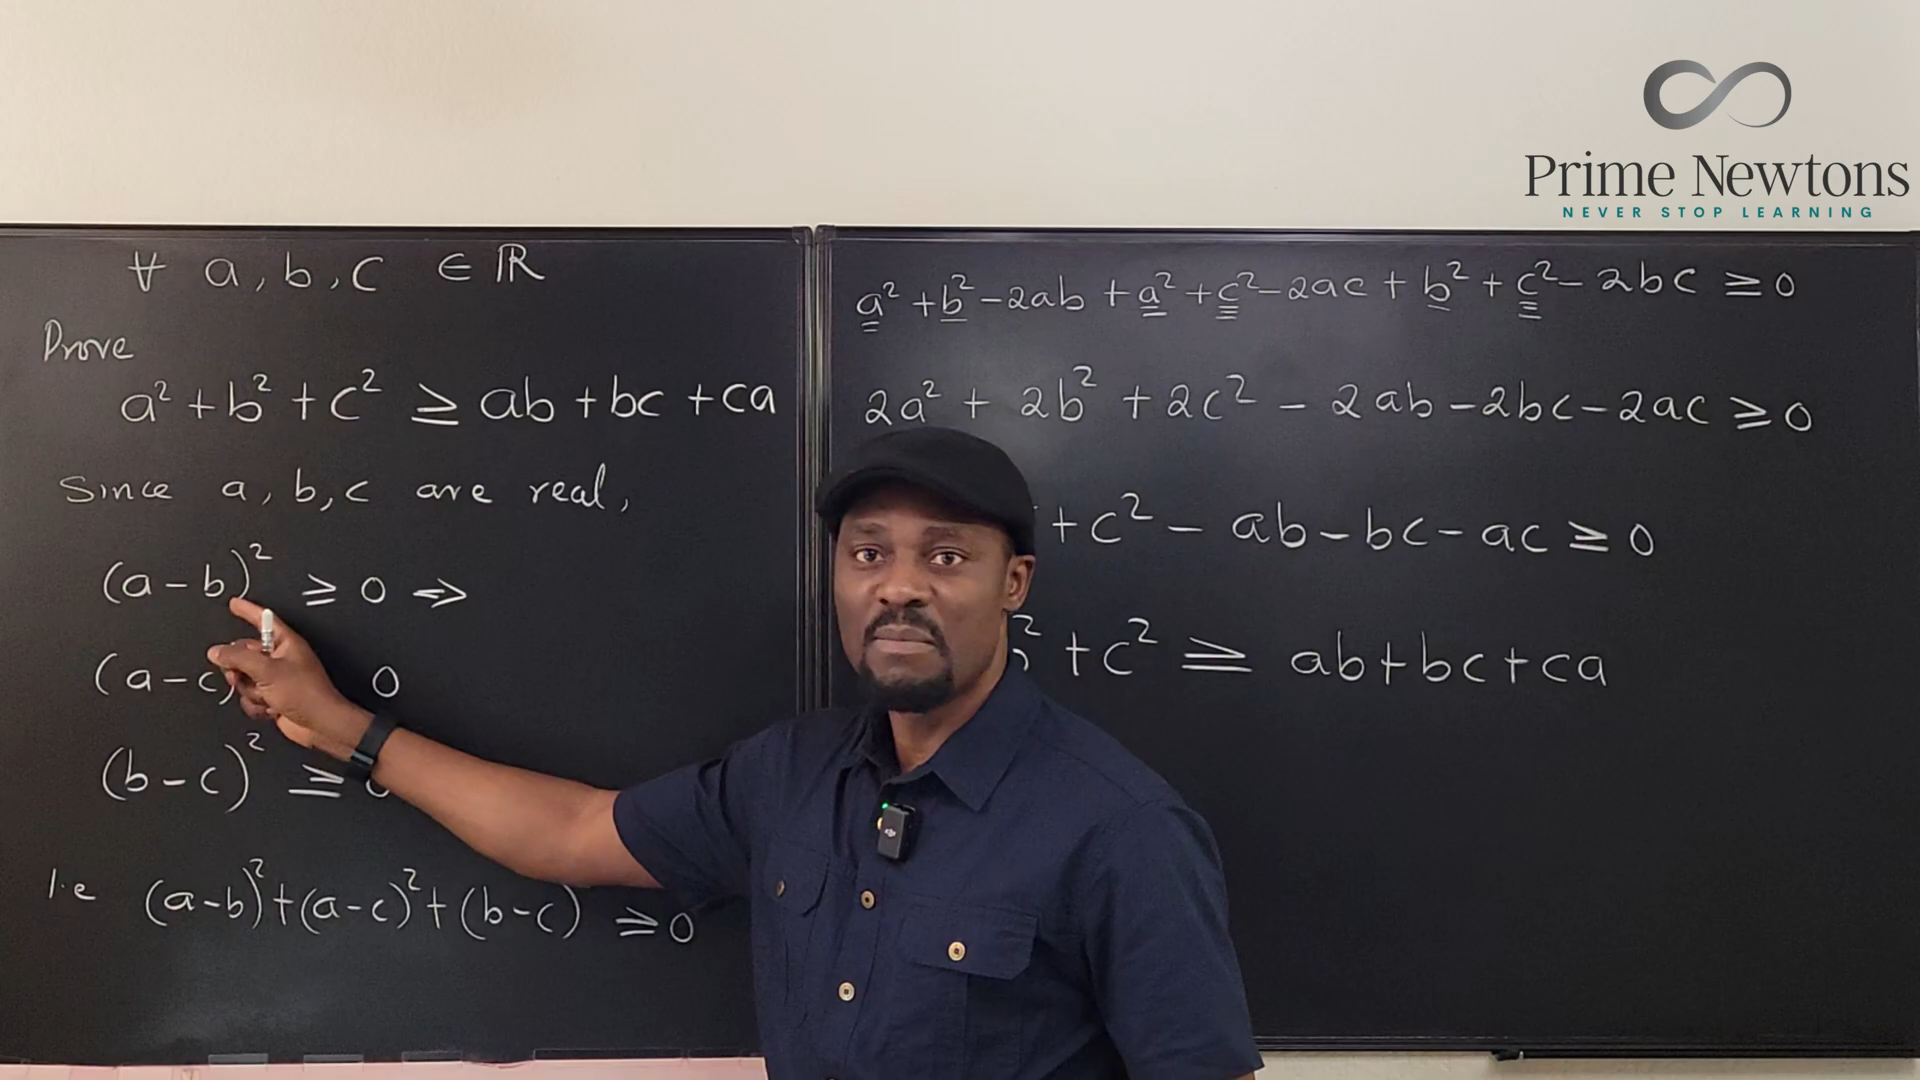 Prime Newtons
NEVER STOP LEARNING
∀ a, b, c ∈ ℝ
Prove
a² + b² + c² ≥ ab + bc + ca
Since a, b, c are real,
(a - b)² ≥ 0 →
(a - c) 0
(b - c)² ≥ 0
i.e (a-b)² + (a-c)² + (b-c) ≥ 0
a² + b² - 2ab + a² + c² - 2ac + b² + c² - 2bc ≥ 0
2a² + 2b² + 2c² - 2ab - 2bc - 2ac ≥ 0
+ c² - ab - bc - ac ≥ 0
² + c² ≥ ab + bc + ca